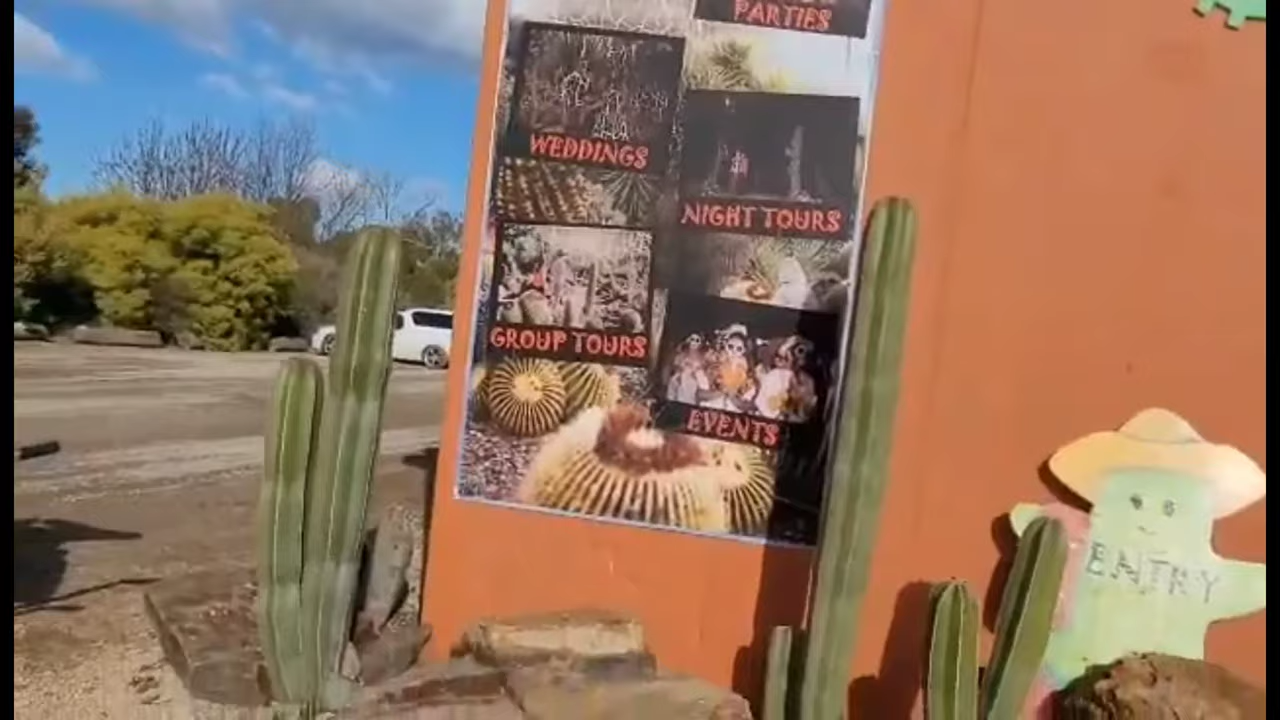 PARTIES
WEDDINGS
NIGHT TOURS
GROUP TOURS
EVENTS
ENTRY